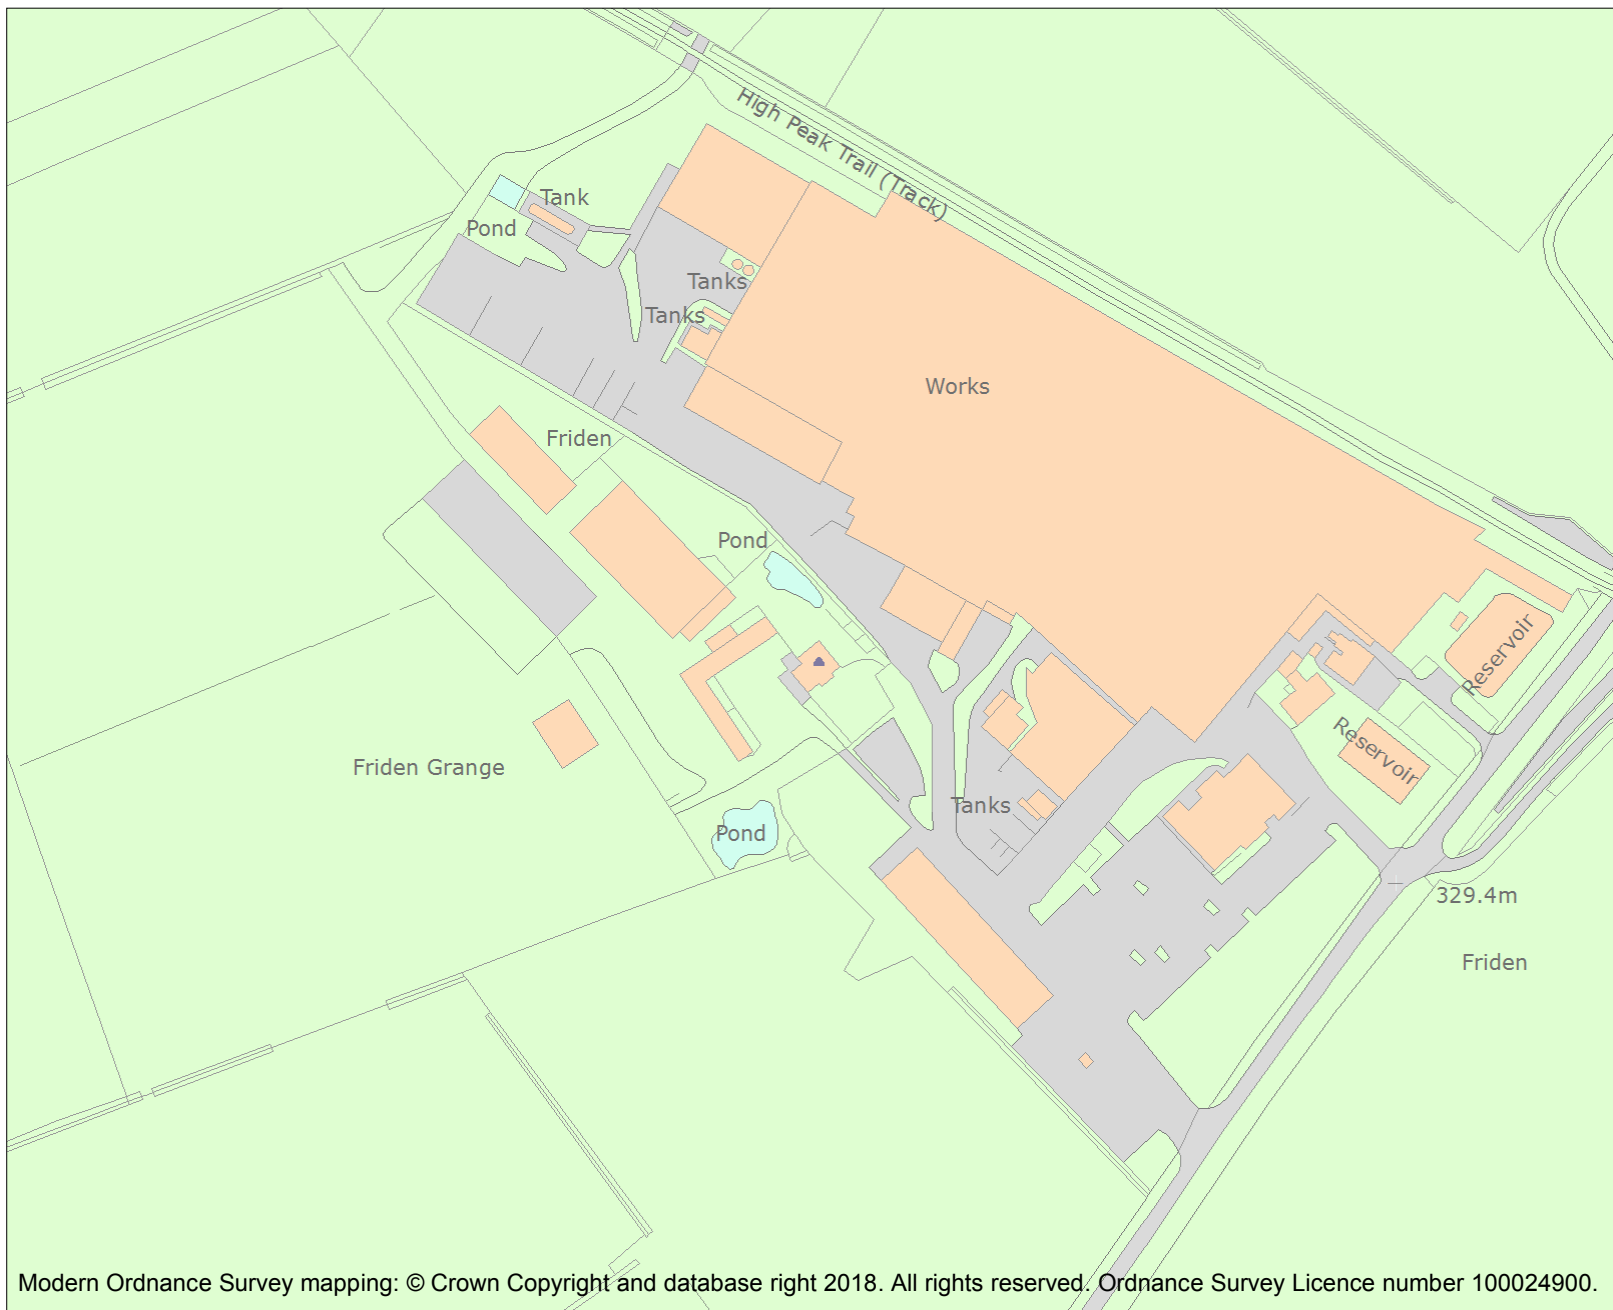 High Peak Trail (Track)
Tank
Pond
Tanks
Tanks
Works
Friden
Pond
Reservoir
Reservoir
Friden Grange
Tanks
Pond
329.4m
Friden
Modern Ordnance Survey mapping: © Crown Copyright and database right 2018. All rights reserved. Ordnance Survey Licence number 100024900.